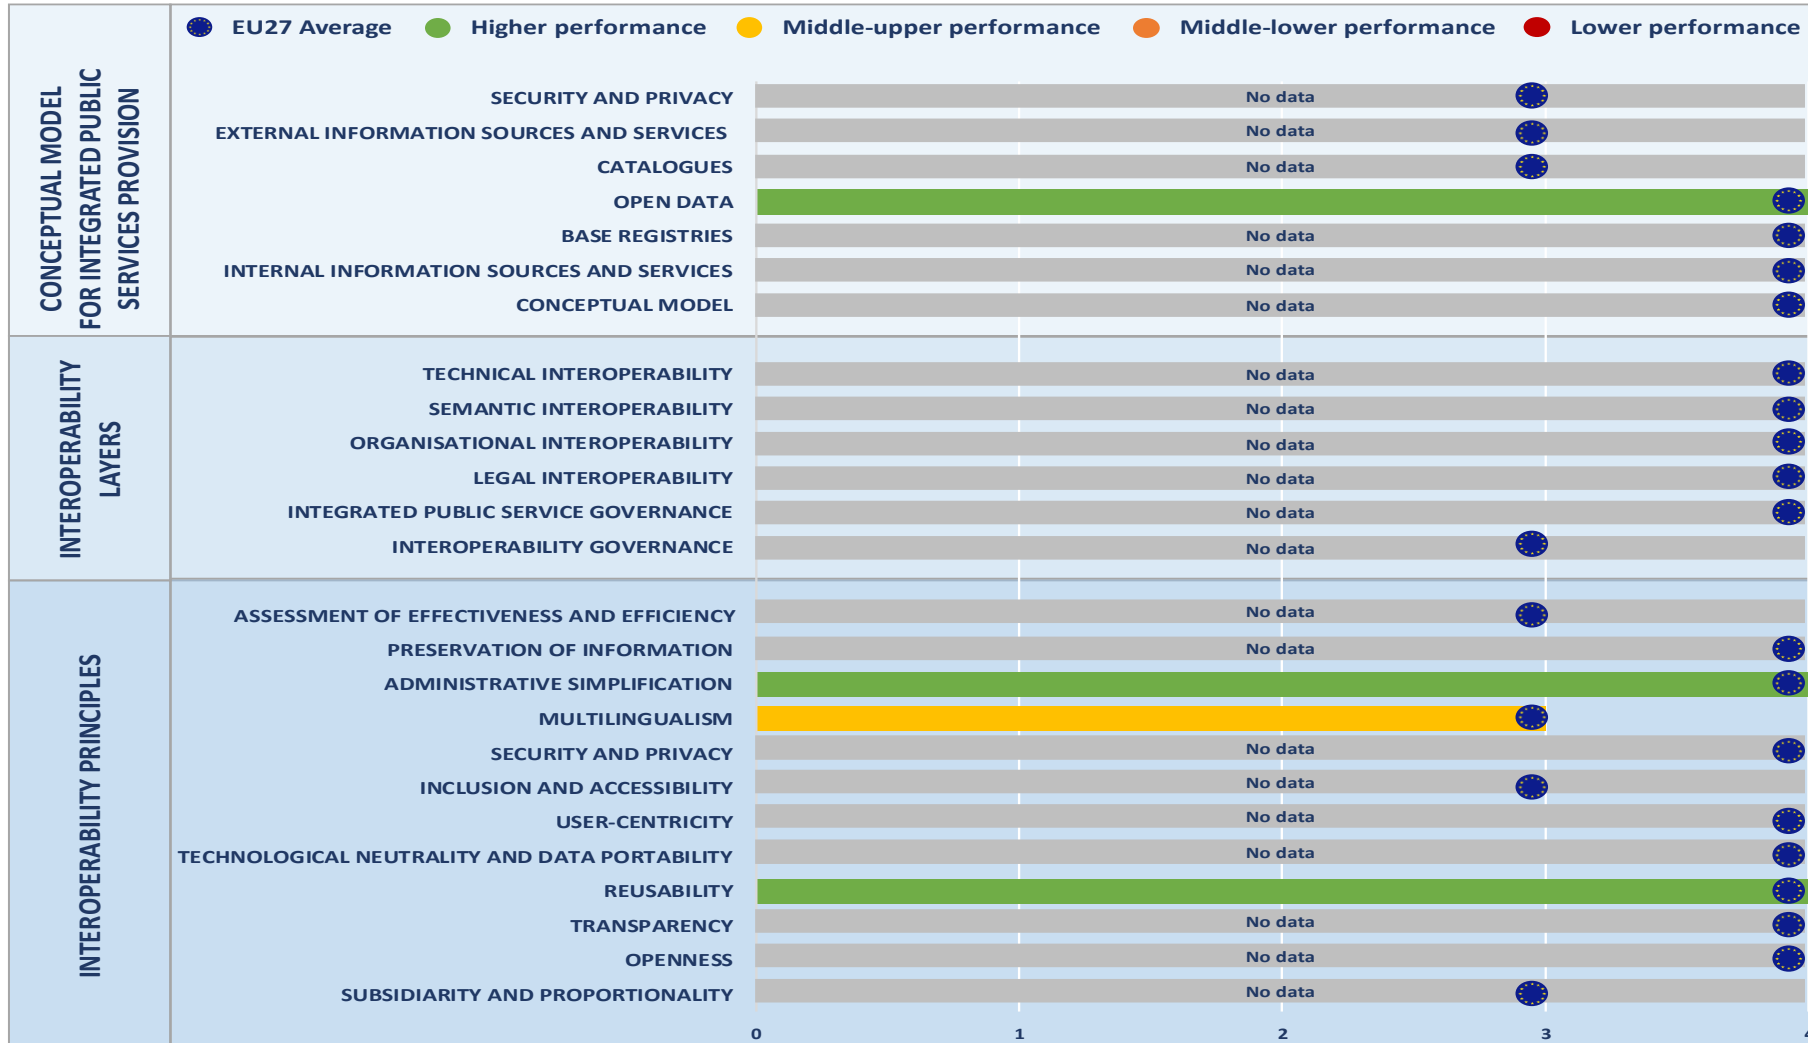 EU27 Average Higher performance Middle-upper performance Middle-lower performance Lower performance
CONCEPTUAL MODEL
FOR INTEGRATED PUBLIC
SERVICES PROVISION
SECURITY AND PRIVACY No data
EXTERNAL INFORMATION SOURCES AND SERVICES No data
CATALOGUES No data
OPEN DATA
BASE REGISTRIES No data
INTERNAL INFORMATION SOURCES AND SERVICES No data
CONCEPTUAL MODEL No data
INTEROPERABILITY
LAYERS
TECHNICAL INTEROPERABILITY No data
SEMANTIC INTEROPERABILITY No data
ORGANISATIONAL INTEROPERABILITY No data
LEGAL INTEROPERABILITY No data
INTEGRATED PUBLIC SERVICE GOVERNANCE No data
INTEROPERABILITY GOVERNANCE No data
INTEROPERABILITY PRINCIPLES
ASSESSMENT OF EFFECTIVENESS AND EFFICIENCY No data
PRESERVATION OF INFORMATION No data
ADMINISTRATIVE SIMPLIFICATION
MULTILINGUALISM
SECURITY AND PRIVACY No data
INCLUSION AND ACCESSIBILITY No data
USER-CENTRICITY No data
TECHNOLOGICAL NEUTRALITY AND DATA PORTABILITY No data
REUSABILITY
TRANSPARENCY No data
OPENNESS No data
SUBSIDIARITY AND PROPORTIONALITY No data
0 1 2 3 4